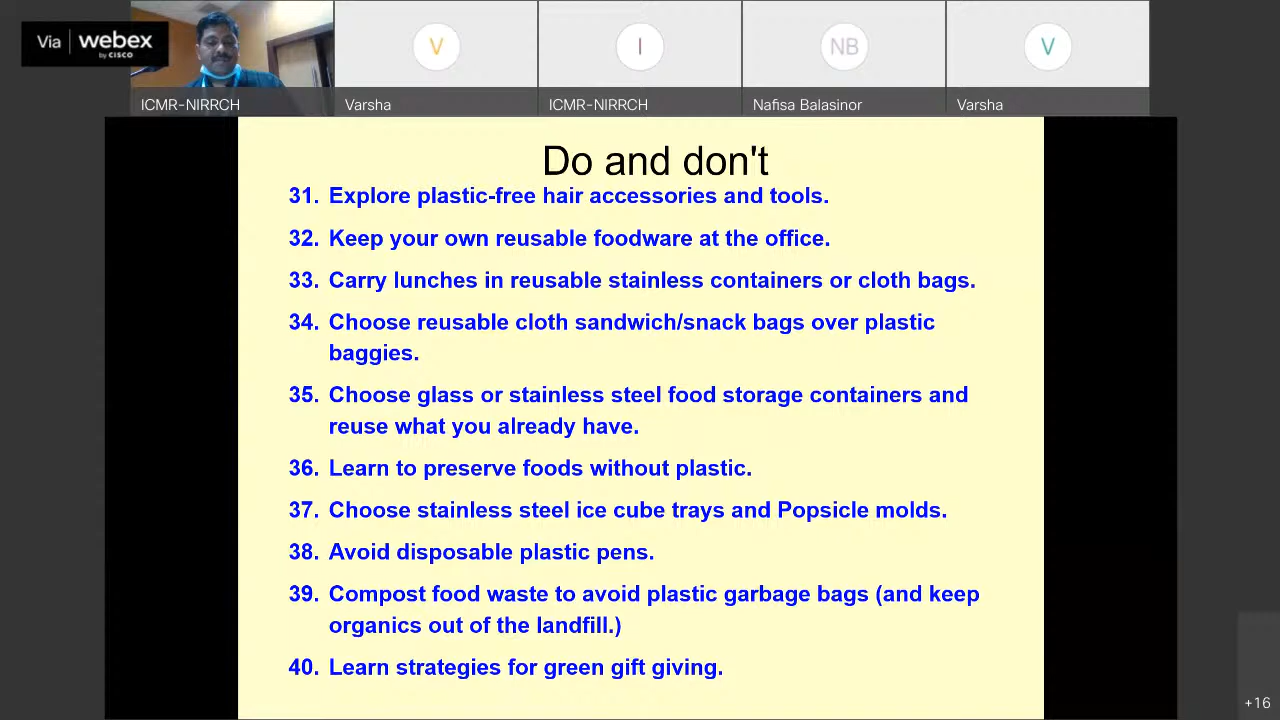 Via webex
by CISCO
V
I
NB
V
ICMR-NIRRCH
Varsha
ICMR-NIRRCH
Nafisa Balasinor
Varsha
Do and don't
31. Explore plastic-free hair accessories and tools.
32. Keep your own reusable foodware at the office.
33. Carry lunches in reusable stainless containers or cloth bags.
34. Choose reusable cloth sandwich/snack bags over plastic
baggies.
35. Choose glass or stainless steel food storage containers and
reuse what you already have.
36. Learn to preserve foods without plastic.
37. Choose stainless steel ice cube trays and Popsicle molds.
38. Avoid disposable plastic pens.
39. Compost food waste to avoid plastic garbage bags (and keep
organics out of the landfill.)
40. Learn strategies for green gift giving.
+16